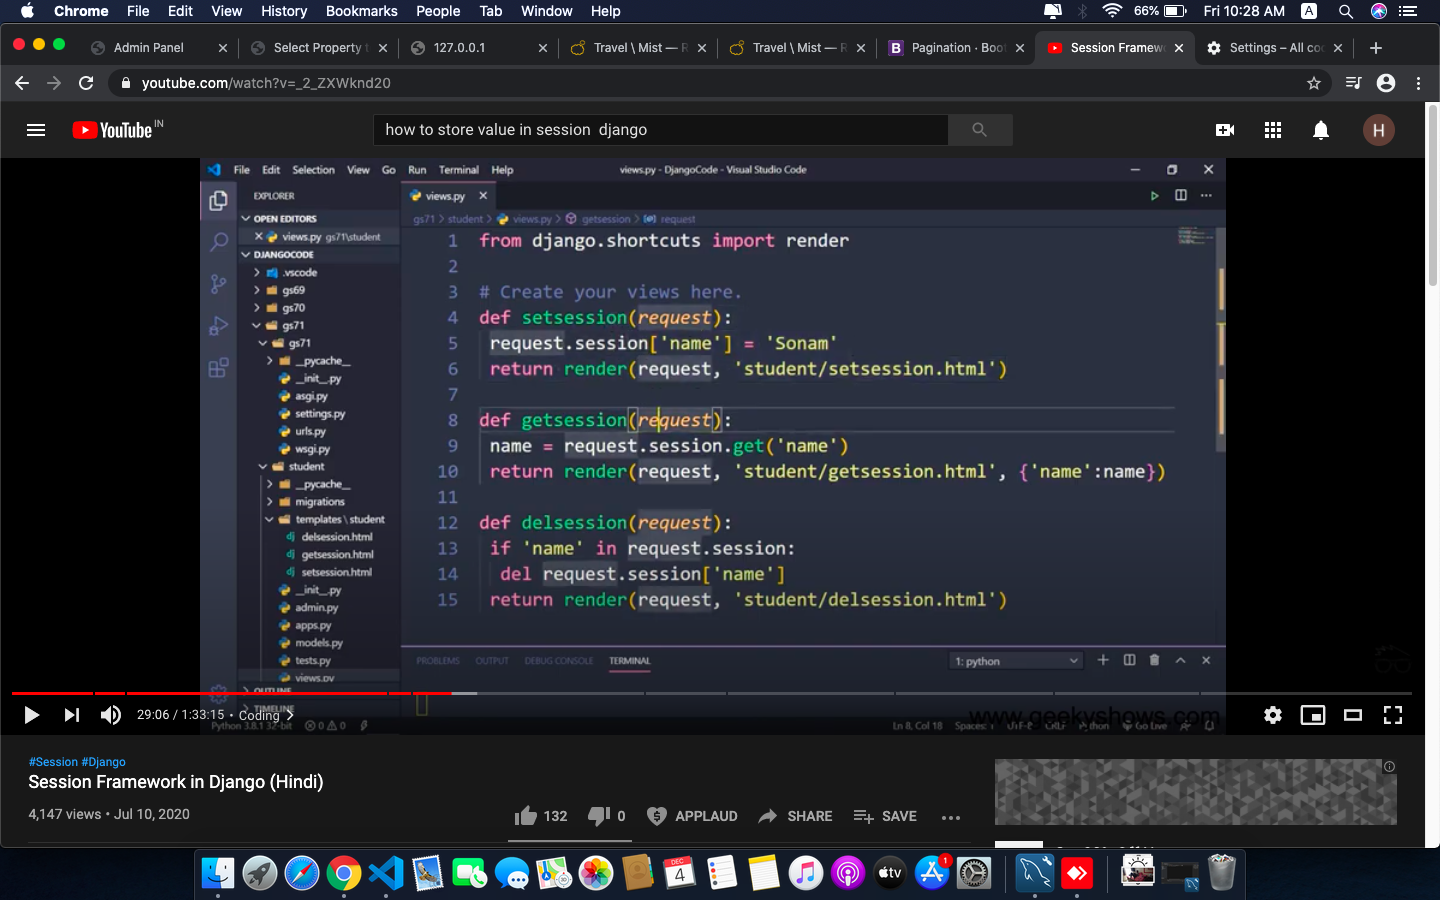 Chrome File Edit View History Bookmarks People Tab Window Help 66% Fri 10:28 AM A
Admin Panel Select Property t 127.0.0.1 Travel \ Mist — R Travel \ Mist — R B Pagination · Boo Session Framew Settings – All co
youtube.com/watch?v=_2_ZXWknd20
YouTube IN how to store value in session django H
File Edit Selection View Go Run Terminal Help views.py - DjangoCode - Visual Studio Code
EXPLORER
views.py
OPEN EDITORS
views.py gs71\student
gs71 > student > views.py > getsession > request
DJANGOCODE
.vscode
gs69
gs70
gs71
gs71
__pycache__
__init__.py
asgi.py
settings.py
urls.py
wsgi.py
student
__pycache__
migrations
templates \ student
delsession.html
getsession.html
setsession.html
__init__.py
admin.py
apps.py
models.py
tests.py
views.py
OUTLINE
TIMELINE
1 from django.shortcuts import render
2
3 # Create your views here.
4 def setsession(request):
5 request.session['name'] = 'Sonam'
6 return render(request, 'student/setsession.html')
7
8 def getsession(request):
9 name = request.session.get('name')
10 return render(request, 'student/getsession.html', {'name':name})
11
12 def delsession(request):
13 if 'name' in request.session:
14 del request.session['name']
15 return render(request, 'student/delsession.html')
PROBLEMS OUTPUT DEBUG CONSOLE TERMINAL 1: python
29:06 / 1:33:15 • Coding
www.geekyshows.com
Python 3.8.1 32-bit 0 0 Ln 8, Col 18 UTF-8 CRLF Python Go Live
#Session #Django
Session Framework in Django (Hindi)
4,147 views • Jul 10, 2020
132 0 APPLAUD SHARE SAVE
DEC
4
tv
1